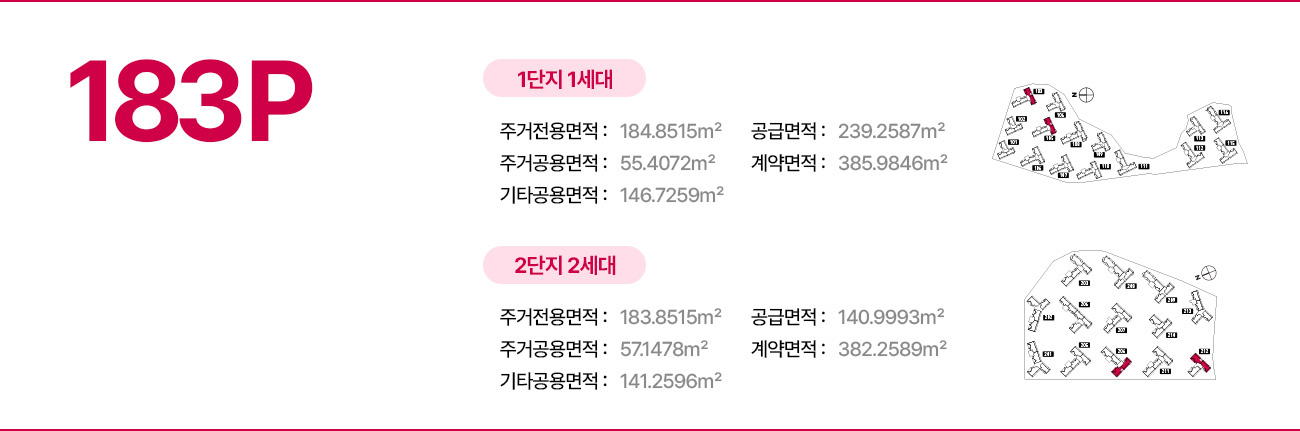 183P
1단지 1세대
주거전용면적 : 184.8515m² 공급면적 : 239.2587m²
주거공용면적 : 55.4072m² 계약면적 : 385.9846m²
기타공용면적 : 146.7259m²
2단지 2세대
주거전용면적 : 183.8515m² 공급면적 : 140.9993m²
주거공용면적 : 57.1478m² 계약면적 : 382.2589m²
기타공용면적 : 141.2596m²